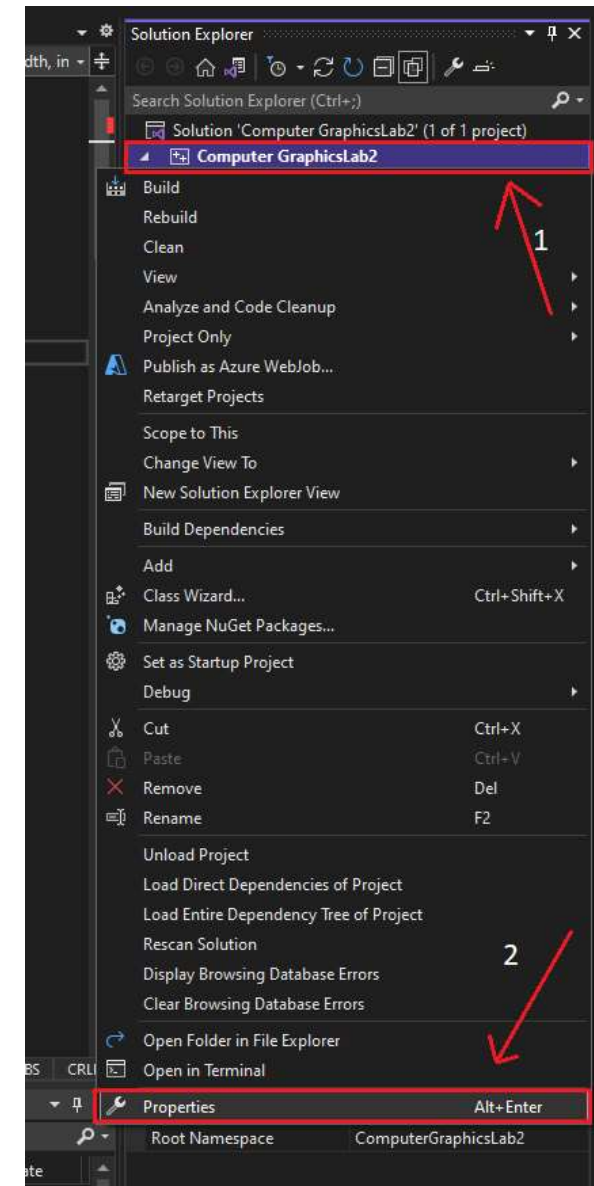 Solution Explorer
dth, in
Search Solution Explorer (Ctrl+;)
Solution 'Computer GraphicsLab2' (1 of 1 project)
Computer GraphicsLab2
Build
Rebuild
1
Clean
View
Analyze and Code Cleanup
Project Only
Publish as Azure WebJob...
Retarget Projects
Scope to This
Change View To
New Solution Explorer View
Build Dependencies
Add
Class Wizard... Ctrl+Shift+X
Manage NuGet Packages...
Set as Startup Project
Debug
Cut Ctrl+X
Paste Ctrl+V
Remove Del
Rename F2
Unload Project
Load Direct Dependencies of Project
Load Entire Dependency Tree of Project
Rescan Solution
2
Display Browsing Database Errors
Clear Browsing Database Errors
Open Folder in File Explorer
BS CRL Open in Terminal
Properties Alt+Enter
Root Namespace ComputerGraphicsLab2
ate